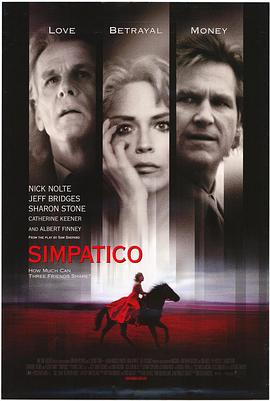 LOVE
BETRAYAL
MONEY
NICK NOLTE
JEFF BRIDGES
SHARON STONE
CATHERINE KEENER
AND ALBERT FINNEY
FROM THE PLAY BY SAM SHEPARD
SIMPATICO
HOW MUCH CAN
THREE FRIENDS SHARE?